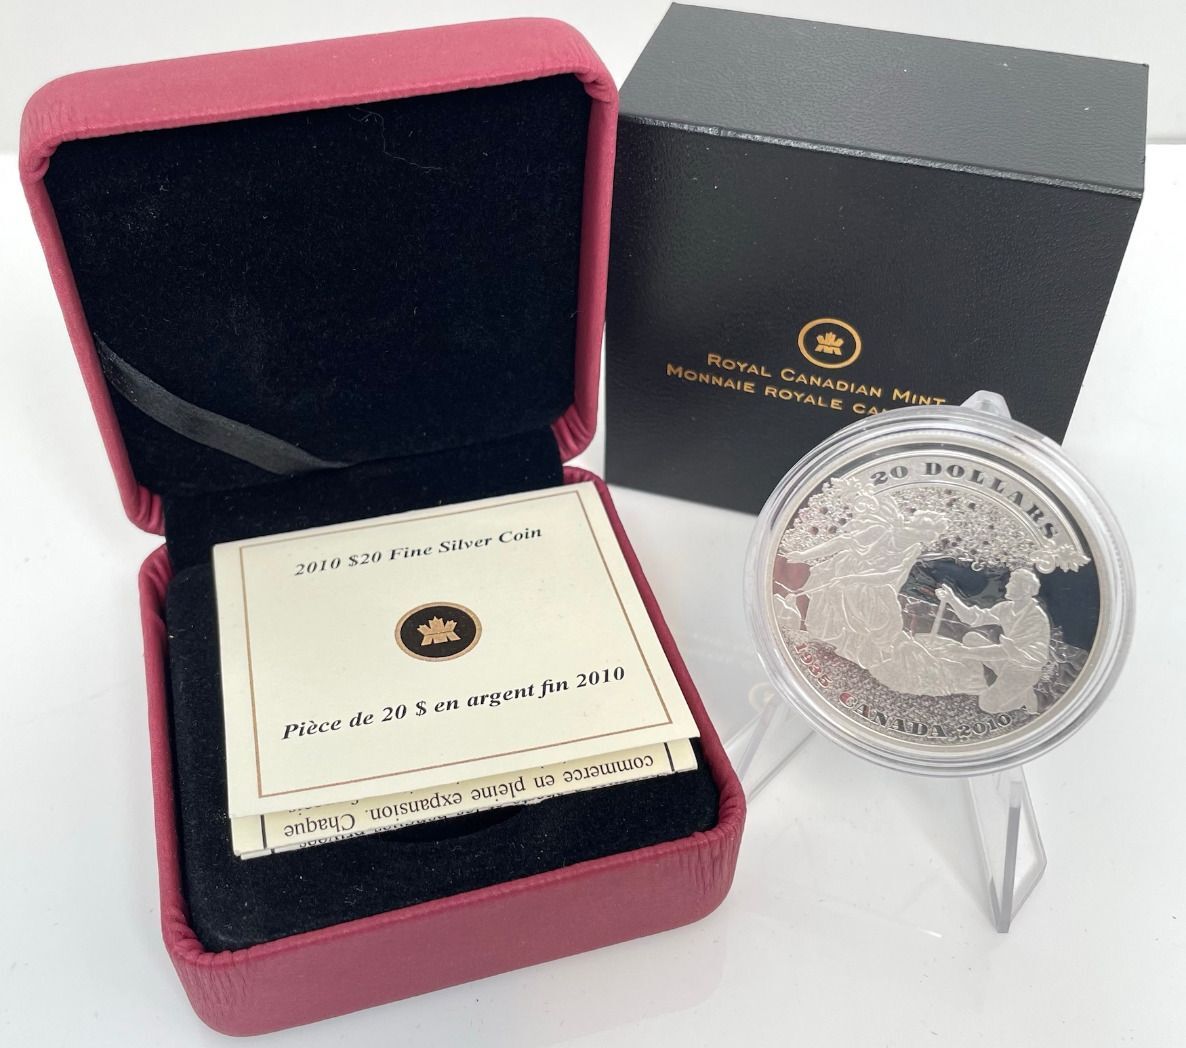 ROYAL CANADIAN MINT
MONNAIE ROYALE
20 DOLLARS
1935 CANADA 2010
2010 $20 Fine Silver Coin
Pièce de 20 $ en argent fin 2010
commerce en pleine expansion. Chaque